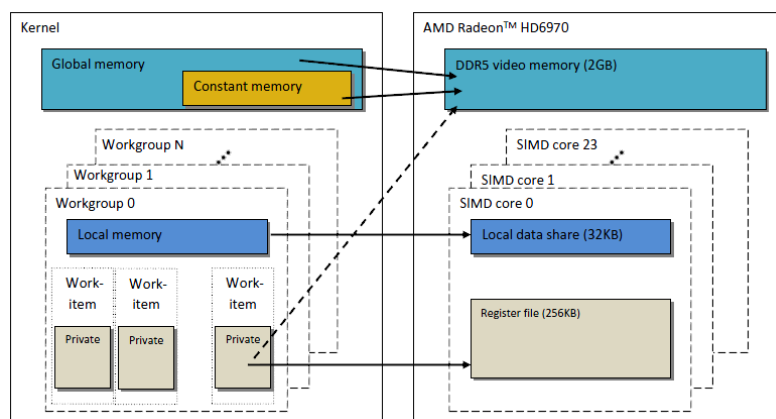 Kernel
Global memory
Constant memory
Workgroup N
Workgroup 1
Workgroup 0
Local memory
Work-
item
Work-
item
Work-
item
Private
Private
Private
AMD Radeon™ HD6970
DDR5 video memory (2GB)
SIMD core 23
SIMD core 1
SIMD core 0
Local data share (32KB)
Register file (256KB)